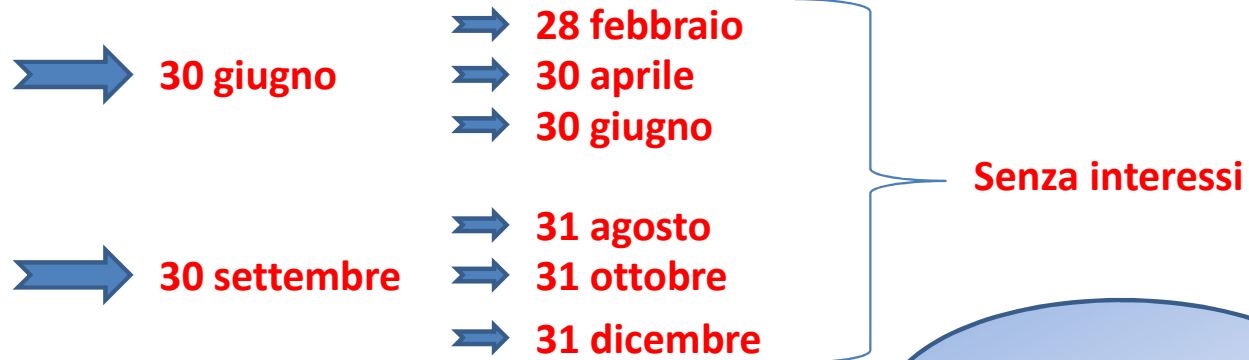 30 giugno
28 febbraio
30 aprile
30 giugno
Senza interessi
30 settembre
31 agosto
31 ottobre
31 dicembre